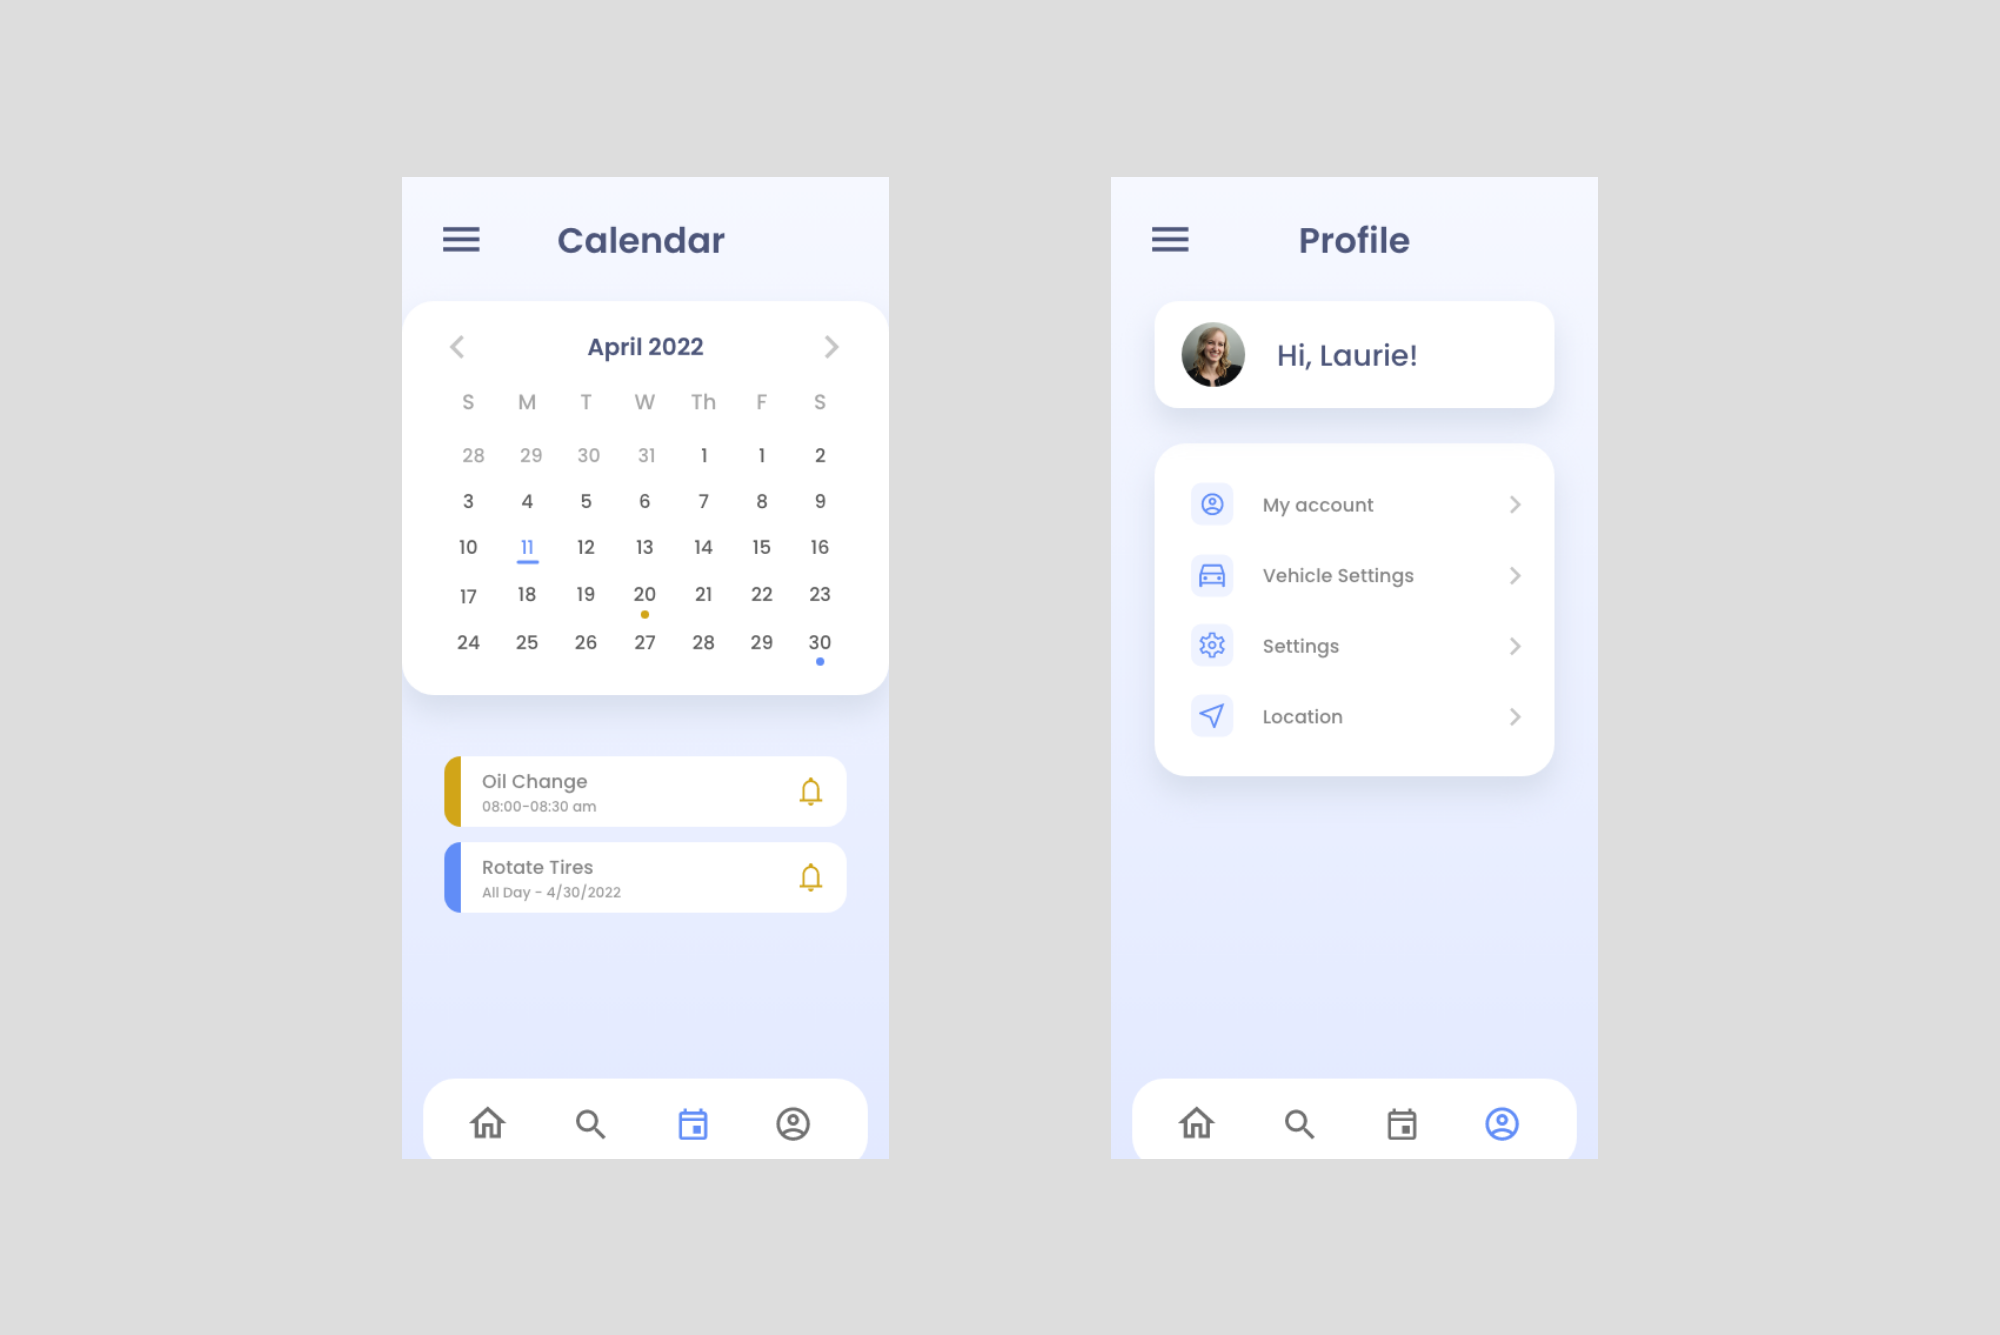 Calendar
April 2022
S M T W Th F S
28 29 30 31 1 1 2
3 4 5 6 7 8 9
10 11 12 13 14 15 16
17 18 19 20 21 22 23
24 25 26 27 28 29 30
Oil Change
08:00-08:30 am
Rotate Tires
All Day - 4/30/2022
Profile
Hi, Laurie!
My account
Vehicle Settings
Settings
Location